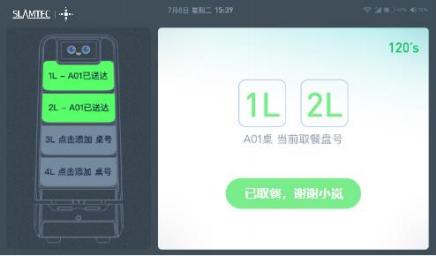 SLAMTEC
7月6日 星期二 15:39
120's
1L - A01已送达
2L - A01已送达
3L 点击添加 桌号
4L 点击添加 桌号
1L 2L
A01桌 当前取餐盘号
已取餐，谢谢小岚